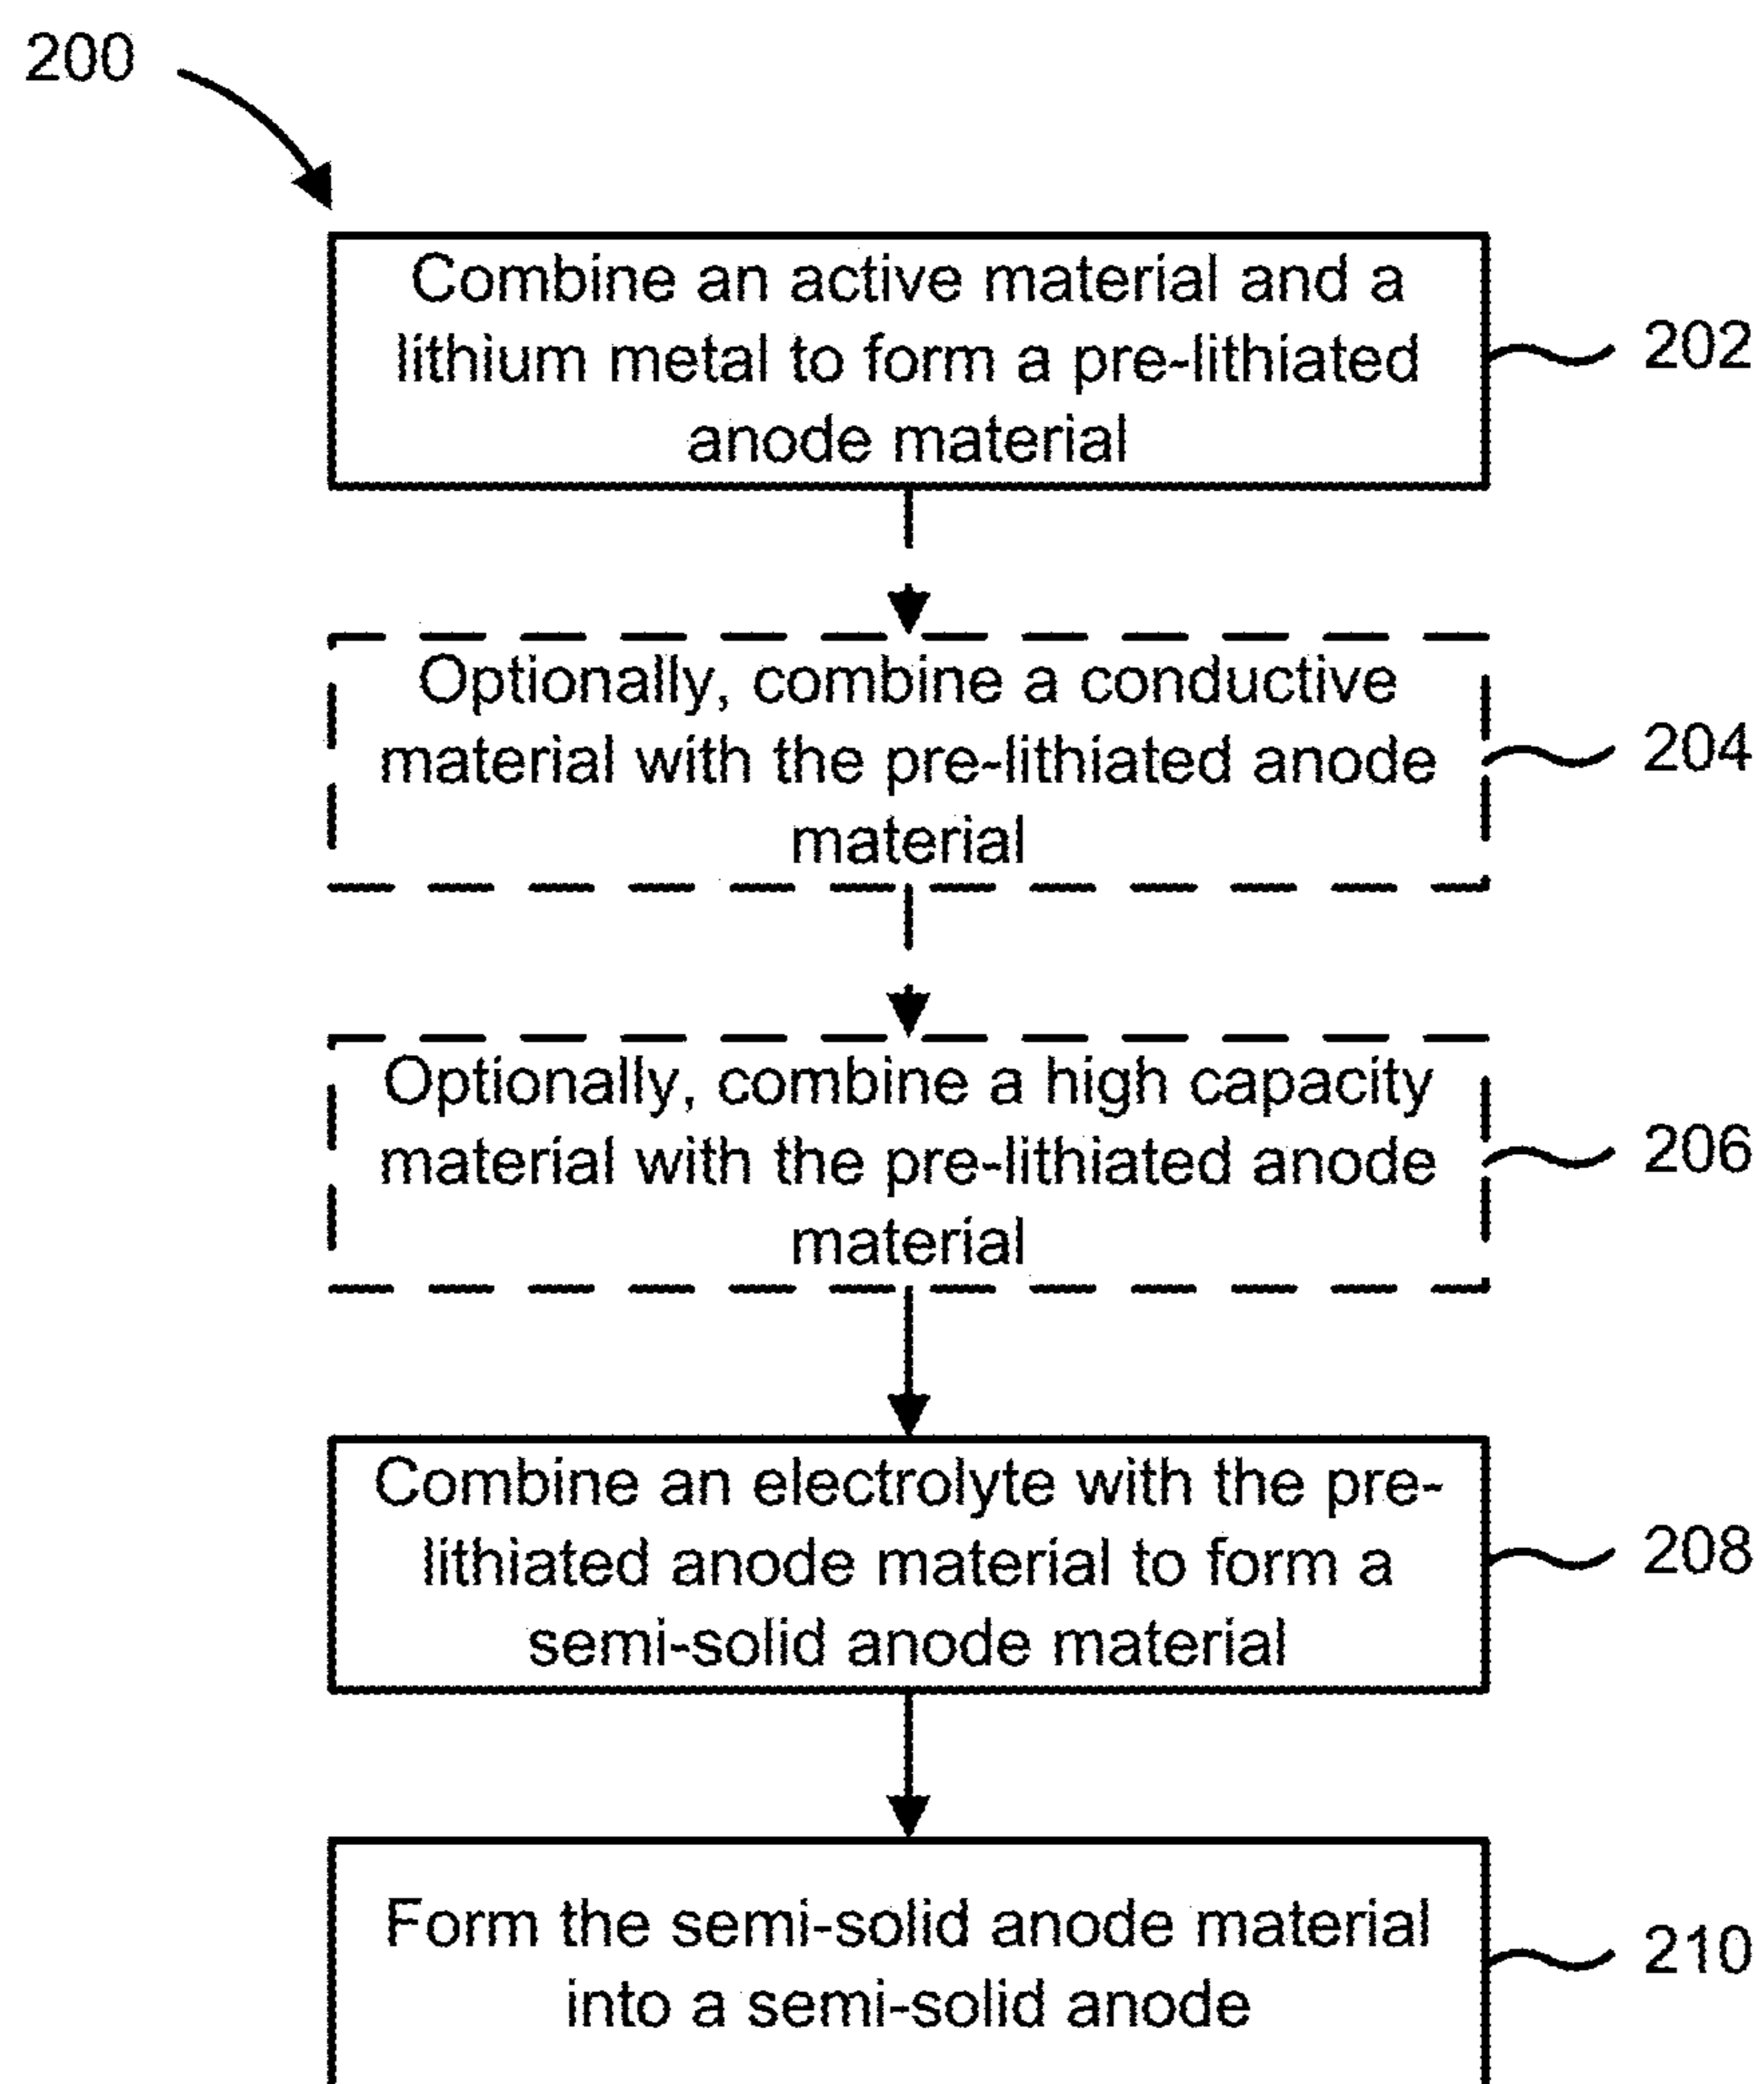 200
Combine an active material and a
lithium metal to form a pre-lithiated
anode material
202
Optionally, combine a conductive
material with the pre-lithiated anode
material
204
Optionally, combine a high capacity
material with the pre-lithiated anode
material
206
Combine an electrolyte with the pre-
lithiated anode material to form a
semi-solid anode material
208
Form the semi-solid anode material
into a semi-solid anode
210